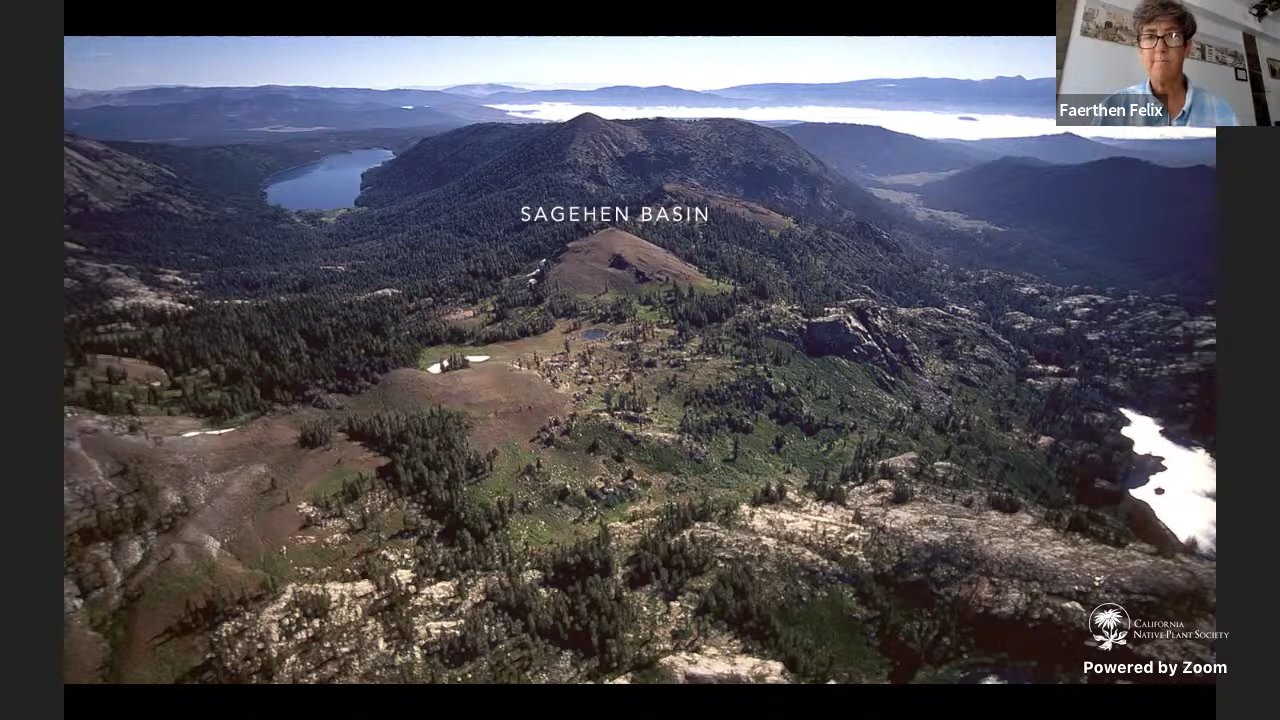 Faerthen Felix
SAGEHEN BASIN
CALIFORNIA
NATIVE PLANT SOCIETY
Powered by Zoom